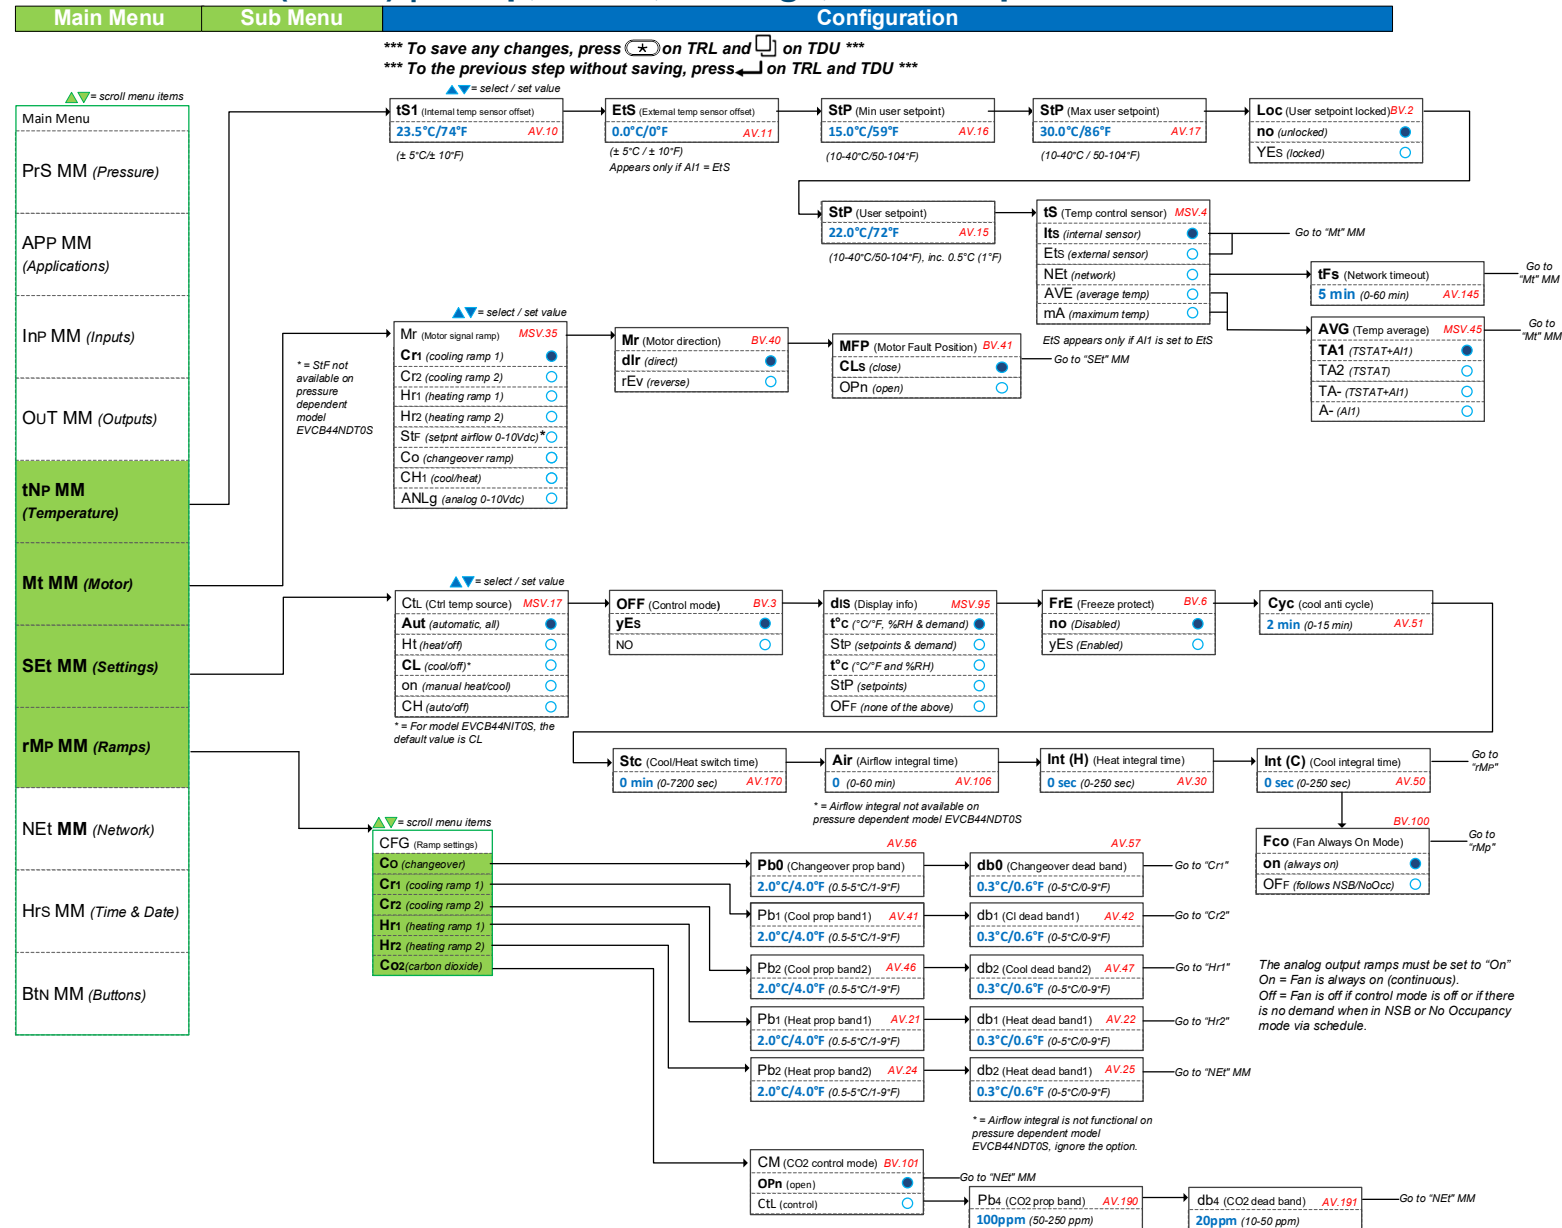 Main Menu
Sub Menu
Configuration
*** To save any changes, press on TRL and on TDU ***
*** To the previous step without saving, press on TRL and TDU ***
= scroll menu items
Main Menu
PrS MM (Pressure)
APP MM
(Applications)
InP MM (Inputs)
OUT MM (Outputs)
tNP MM
(Temperature)
Mt MM (Motor)
SEt MM (Settings)
rMP MM (Ramps)
NEt MM (Network)
Hrs MM (Time & Date)
BtN MM (Buttons)
= select / set value
tS1 (Internal temp sensor offset)
23.5°C/74°F AV.10
(± 5°C/± 10°F)
EtS (External temp sensor offset)
0.0°C/0°F AV.11
(± 5°C / ± 10°F)
Appears only if AI1 = EtS
StP (Min user setpoint)
15.0°C/59°F AV.16
(10-40°C/50-104°F)
StP (Max user setpoint)
30.0°C/86°F AV.17
(10-40°C / 50-104°F)
Loc (User setpoint locked) BV.2
no (unlocked)
YEs (locked)
StP (User setpoint)
22.0°C/72°F AV.15
(10-40°C/50-104°F), inc. 0.5°C (1°F)
tS (Temp control sensor) MSV.4
Its (internal sensor)
Ets (external sensor)
NEt (network)
AVE (average temp)
mA (maximum temp)
EtS appears only if AI1 is set to EtS
Go to "Mt" MM
tFs (Network timeout)
5 min (0-60 min) AV.145
Go to
"Mt" MM
AVG (Temp average) MSV.45
TA1 (TSTAT+AI1)
TA2 (TSTAT)
TA- (TSTAT+AI1)
A- (AI1)
Go to
"Mt" MM
= select / set value
Mr (Motor signal ramp) MSV.35
Cr1 (cooling ramp 1)
Cr2 (cooling ramp 2)
Hr1 (heating ramp 1)
Hr2 (heating ramp 2)
StF (setpnt airflow 0-10Vdc)*
Co (changeover ramp)
CH1 (cool/heat)
ANLg (analog 0-10Vdc)
* = StF not
available on
pressure
dependent
model
EVCB44NDT0S
Mr (Motor direction) BV.40
dIr (direct)
rEv (reverse)
MFP (Motor Fault Position) BV.41
CLs (close)
OPn (open)
Go to "SEt" MM
= select / set value
CtL (Ctrl temp source) MSV.17
Aut (automatic, all)
Ht (heat/off)
CL (cool/off)*
on (manual heat/cool)
CH (auto/off)
* = For model EVCB44NIT0S, the
default value is CL
OFF (Control mode) BV.3
yEs
NO
dIs (Display info) MSV.95
t°c (°C/°F, %RH & demand)
StP (setpoints & demand)
t°c (°C/°F and %RH)
StP (setpoints)
OFF (none of the above)
FrE (Freeze protect) BV.6
no (Disabled)
yEs (Enabled)
Cyc (cool anti cycle)
2 min (0-15 min) AV.51
Stc (Cool/Heat switch time)
0 min (0-7200 sec) AV.170
Air (Airflow integral time)
0 (0-60 min) AV.106
* = Airflow integral not available on
pressure dependent model EVCB44NDT0S
Int (H) (Heat integral time)
0 sec (0-250 sec) AV.30
Int (C) (Cool integral time)
0 sec (0-250 sec) AV.50
Go to
"rMP"
BV.100
Fco (Fan Always On Mode)
on (always on)
OFF (follows NSB/NoOcc)
Go to
"rMp"
The analog output ramps must be set to "On"
On = Fan is always on (continuous).
Off = Fan is off if control mode is off or if there
is no demand when in NSB or No Occupancy
mode via schedule.
= scroll menu items
CFG (Ramp settings)
Co (changeover)
Cr1 (cooling ramp 1)
Cr2 (cooling ramp 2)
Hr1 (heating ramp 1)
Hr2 (heating ramp 2)
Co2(carbon dioxide)
AV.56
Pb0 (Changeover prop band)
2.0°C/4.0°F (0.5-5°C/1-9°F)
AV.57
db0 (Changeover dead band)
0.3°C/0.6°F (0-5°C/0-9°F)
Go to "Cr1"
Pb1 (Cool prop band1) AV.41
2.0°C/4.0°F (0.5-5°C/1-9°F)
db1 (Cl dead band1) AV.42
0.3°C/0.6°F (0-5°C/0-9°F)
Go to "Cr2"
Pb2 (Cool prop band2) AV.46
2.0°C/4.0°F (0.5-5°C/1-9°F)
db2 (Cool dead band2) AV.47
0.3°C/0.6°F (0-5°C/0-9°F)
Go to "Hr1"
Pb1 (Heat prop band1) AV.21
2.0°C/4.0°F (0.5-5°C/1-9°F)
db1 (Heat dead band1) AV.22
0.3°C/0.6°F (0-5°C/0-9°F)
Go to "Hr2"
Pb2 (Heat prop band2) AV.24
2.0°C/4.0°F (0.5-5°C/1-9°F)
db2 (Heat dead band1) AV.25
0.3°C/0.6°F (0-5°C/0-9°F)
Go to "NEt" MM
* = Airflow integral is not functional on
pressure dependent model
EVCB44NDT0S, ignore the option.
CM (CO2 control mode) BV.101
OPn (open)
CtL (control)
Go to "NEt" MM
Pb4 (CO2 prop band) AV.190
100ppm (50-250 ppm)
db4 (CO2 dead band) AV.191
20ppm (10-50 ppm)
Go to "NEt" MM